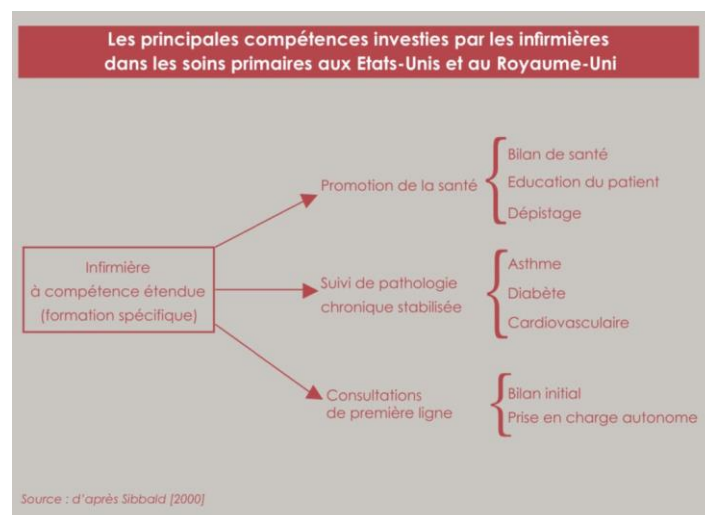 Les principales compétences investies par les infirmières
dans les soins primaires aux Etats-Unis et au Royaume-Uni
Infirmière
à compétence étendue
(formation spécifique)
Promotion de la santé
Bilan de santé
Education du patient
Dépistage
Suivi de pathologie
chronique stabilisée
Asthme
Diabète
Cardiovasculaire
Consultations
de première ligne
Bilan initial
Prise en charge autonome
Source : d'après Sibbald [2000]